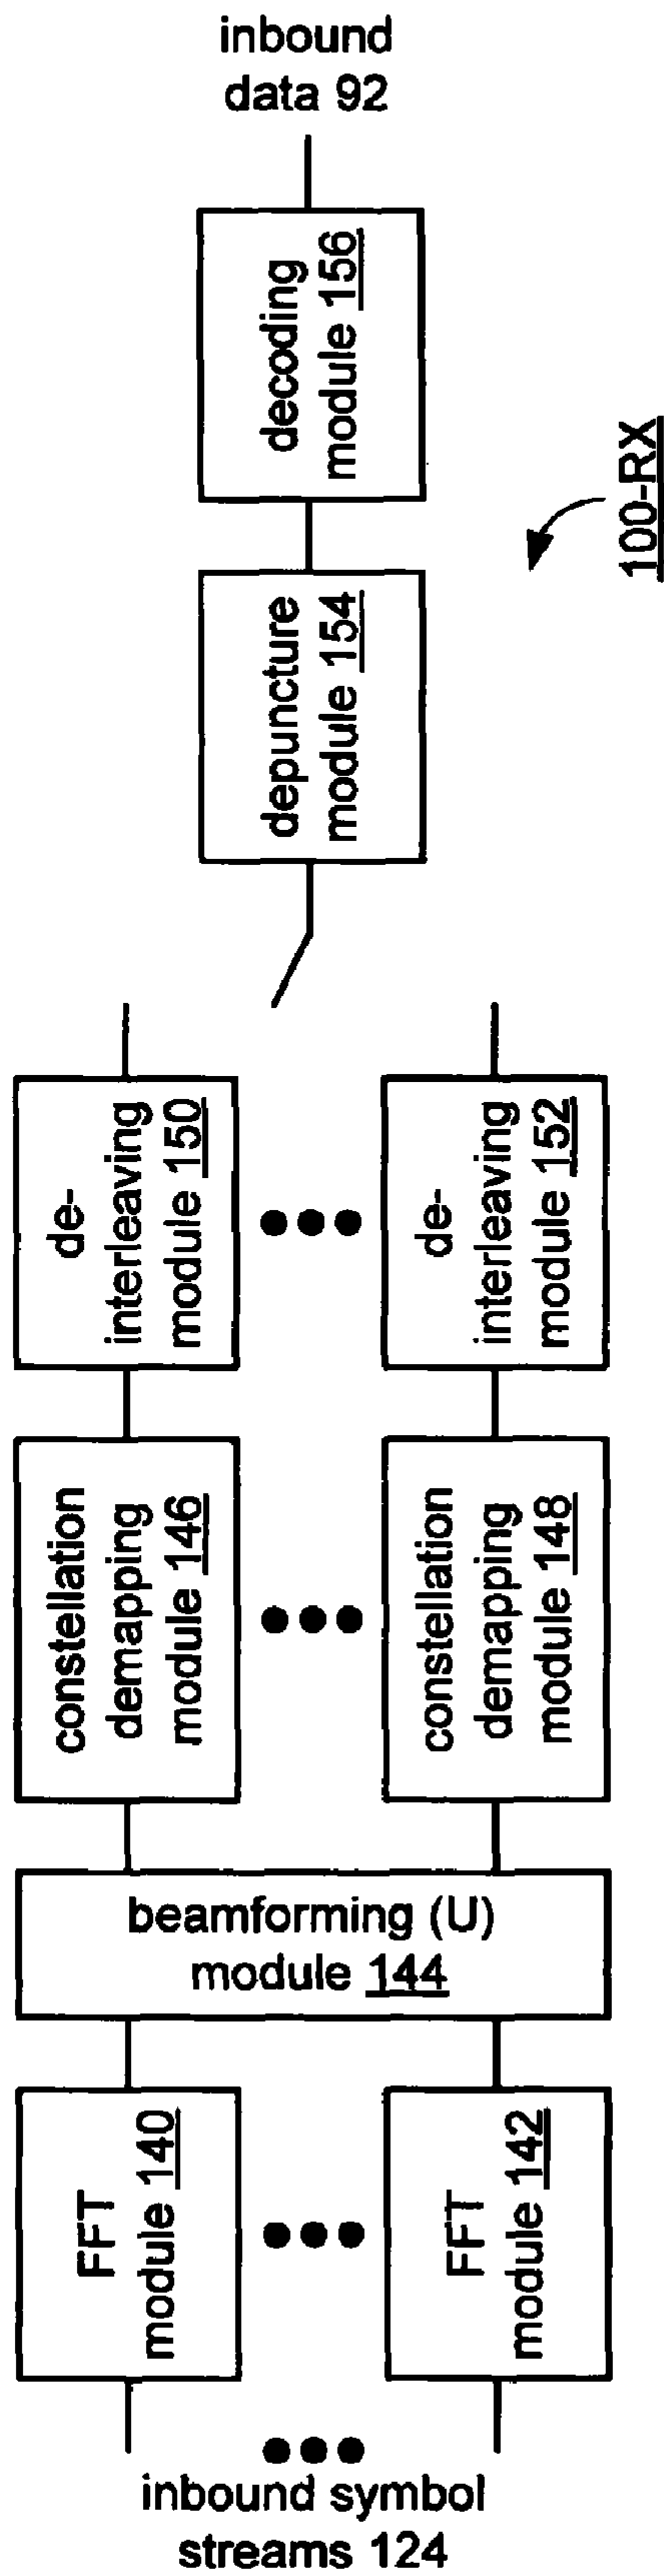 inbound
data 92
decoding
module 156
100-RX
depuncture
module 154
de-
interleaving
module 150
de-
interleaving
module 152
constellation
demapping
module 146
constellation
demapping
module 148
beamforming (U)
module 144
FFT
module 140
FFT
module 142
inbound symbol
streams 124